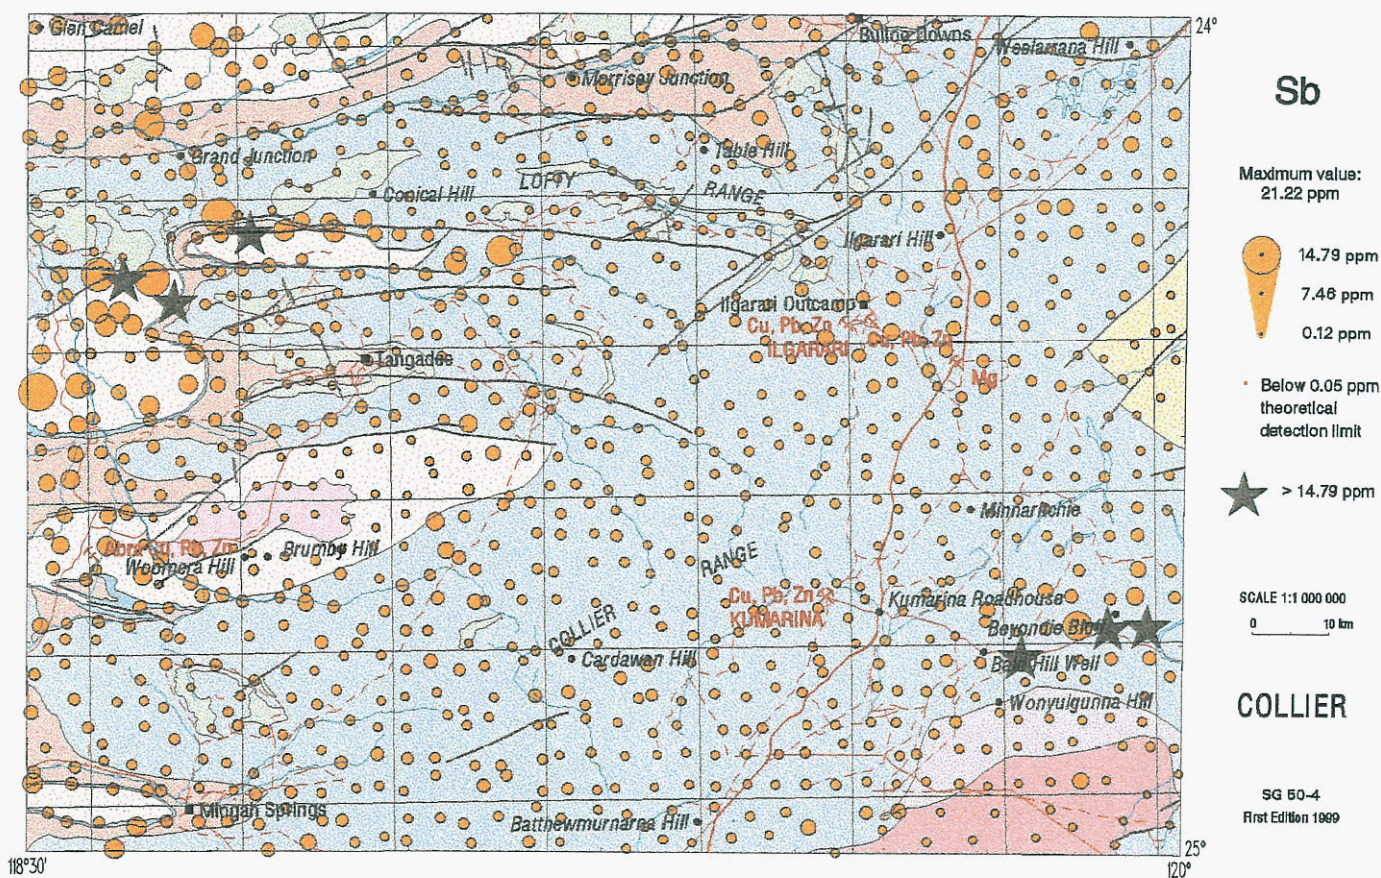 Glen Camel
Bulloo Downs
Weelarrana Hill
24°
Morrisey Junction
Grand Junction
Table Hill
Conical Hill
LOFTY RANGE
Ilgarari Hill
Ilgarari Outcamp
Cu, Pb, Zn
ILGARARI
Cu, Pb, Zn
Mg
Langadee
Minnaritchie
Abra Cu, Pb, Zn
Brumby Hill
Woomera Hill
COLLIER RANGE
Cu, Pb, Zn
KUMARINA
Kumarina Roadhouse
Beyondie Bluff
Bald Hill Well
Cardawan Hill
Wonyulgunna Hill
Mingah Springs
Batthewmurnarna Hill
118°30'
25°
120°
Sb
Maximum value:
21.22 ppm
14.79 ppm
7.46 ppm
0.12 ppm
Below 0.05 ppm
theoretical
detection limit
> 14.79 ppm
SCALE 1:1 000 000
0 10 km
COLLIER
SG 50-4
First Edition 1999